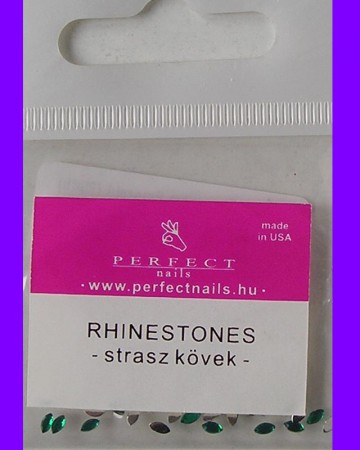 made
in USA
PERFECT
nails
· www.perfectnails.hu ·
RHINESTONES
- strasz kövek -